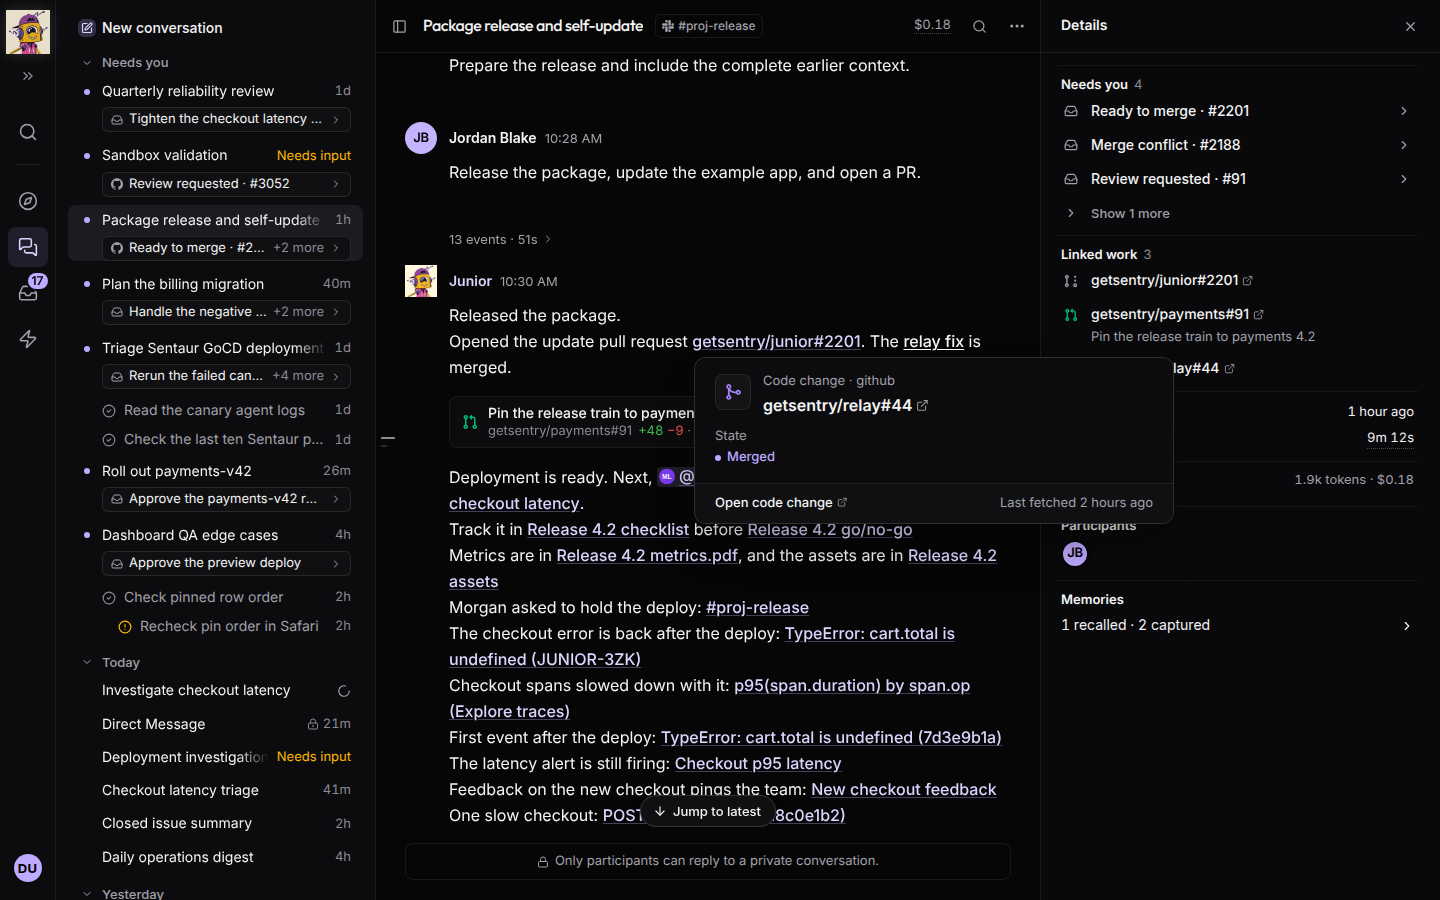 New conversation
Needs you
Quarterly reliability review 1d
Tighten the checkout latency ...
Sandbox validation Needs input
Review requested · #3052
Package release and self-update 1h
Ready to merge · #2... +2 more
Plan the billing migration 40m
Handle the negative ... +2 more
Triage Sentaur GoCD deployment 1d
Rerun the failed can... +4 more
Read the canary agent logs 1d
Check the last ten Sentaur p... 1d
Roll out payments-v42 26m
Approve the payments-v42 r...
Dashboard QA edge cases 4h
Approve the preview deploy
Check pinned row order 2h
Recheck pin order in Safari 2h
Today
Investigate checkout latency
Direct Message 21m
Deployment investigation Needs input
Checkout latency triage 41m
Closed issue summary 2h
Daily operations digest 4h
Yesterday
17
DU
Package release and self-update #proj-release $0.18
Prepare the release and include the complete earlier context.
JB Jordan Blake 10:28 AM
Release the package, update the example app, and open a PR.
13 events · 51s
Junior 10:30 AM
Released the package.
Opened the update pull request getsentry/junior#2201. The relay fix is
merged.
Pin the release train to paymen
getsentry/payments#91 +48 −9 ·
Deployment is ready. Next, ML @
checkout latency.
Track it in Release 4.2 checklist before Release 4.2 go/no-go
Metrics are in Release 4.2 metrics.pdf, and the assets are in Release 4.2
assets
Morgan asked to hold the deploy: #proj-release
The checkout error is back after the deploy: TypeError: cart.total is
undefined (JUNIOR-3ZK)
Checkout spans slowed down with it: p95(span.duration) by span.op
(Explore traces)
First event after the deploy: TypeError: cart.total is undefined (7d3e9b1a)
The latency alert is still firing: Checkout p95 latency
Feedback on the new checkout pings the team: New checkout feedback
One slow checkout: POST 8c0e1b2)
Jump to latest
Only participants can reply to a private conversation.
Code change · github
getsentry/relay#44
State
Merged
Open code change Last fetched 2 hours ago
Details
Needs you 4
Ready to merge · #2201
Merge conflict · #2188
Review requested · #91
Show 1 more
Linked work 3
getsentry/junior#2201
getsentry/payments#91
Pin the release train to payments 4.2
lay#44
1 hour ago
9m 12s
1.9k tokens · $0.18
Participants
JB
Memories
1 recalled · 2 captured